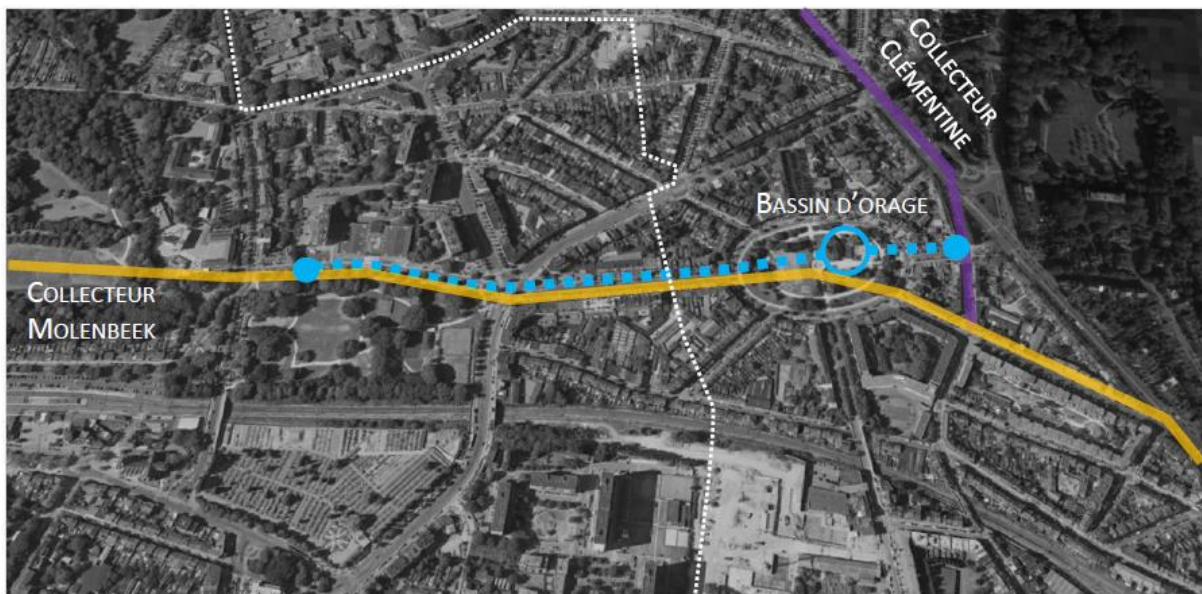 COLLECTEUR
CLÉMENTINE
BASSIN D'ORAGE
COLLECTEUR
MOLENBEEK